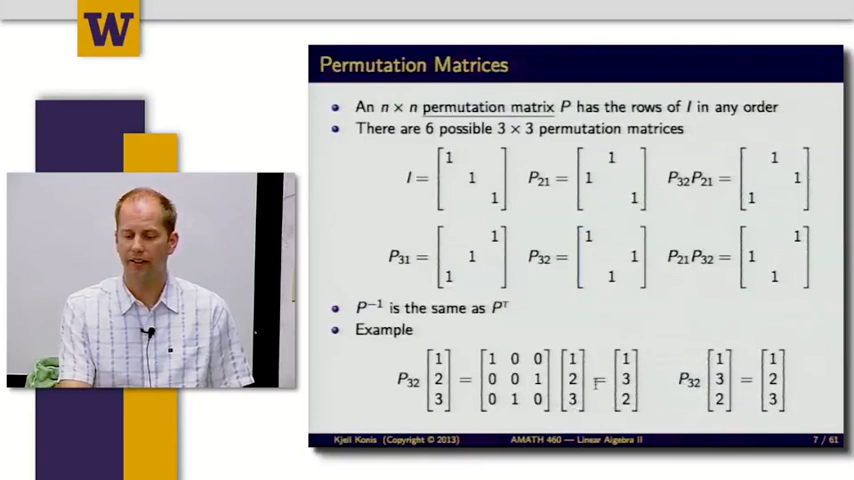 W
Permutation Matrices
• An n × n permutation matrix P has the rows of I in any order
• There are 6 possible 3 × 3 permutation matrices
I = [1; 1; 1] P₂₁ = [1; 1; 1] P₃₂P₂₁ = [1; 1; 1]
P₃₁ = [1; 1; 1] P₃₂ = [1; 1; 1] P₂₁P₃₂ = [1; 1; 1]
• P⁻¹ is the same as Pᵀ
• Example
P₃₂ [1; 2; 3] = [1 0 0; 0 0 1; 0 1 0] [1; 2; 3] = [1; 3; 2] P₃₂ [1; 3; 2] = [1; 2; 3]
Kjell Konis (Copyright © 2013) AMATH 460 — Linear Algebra II 7 / 61